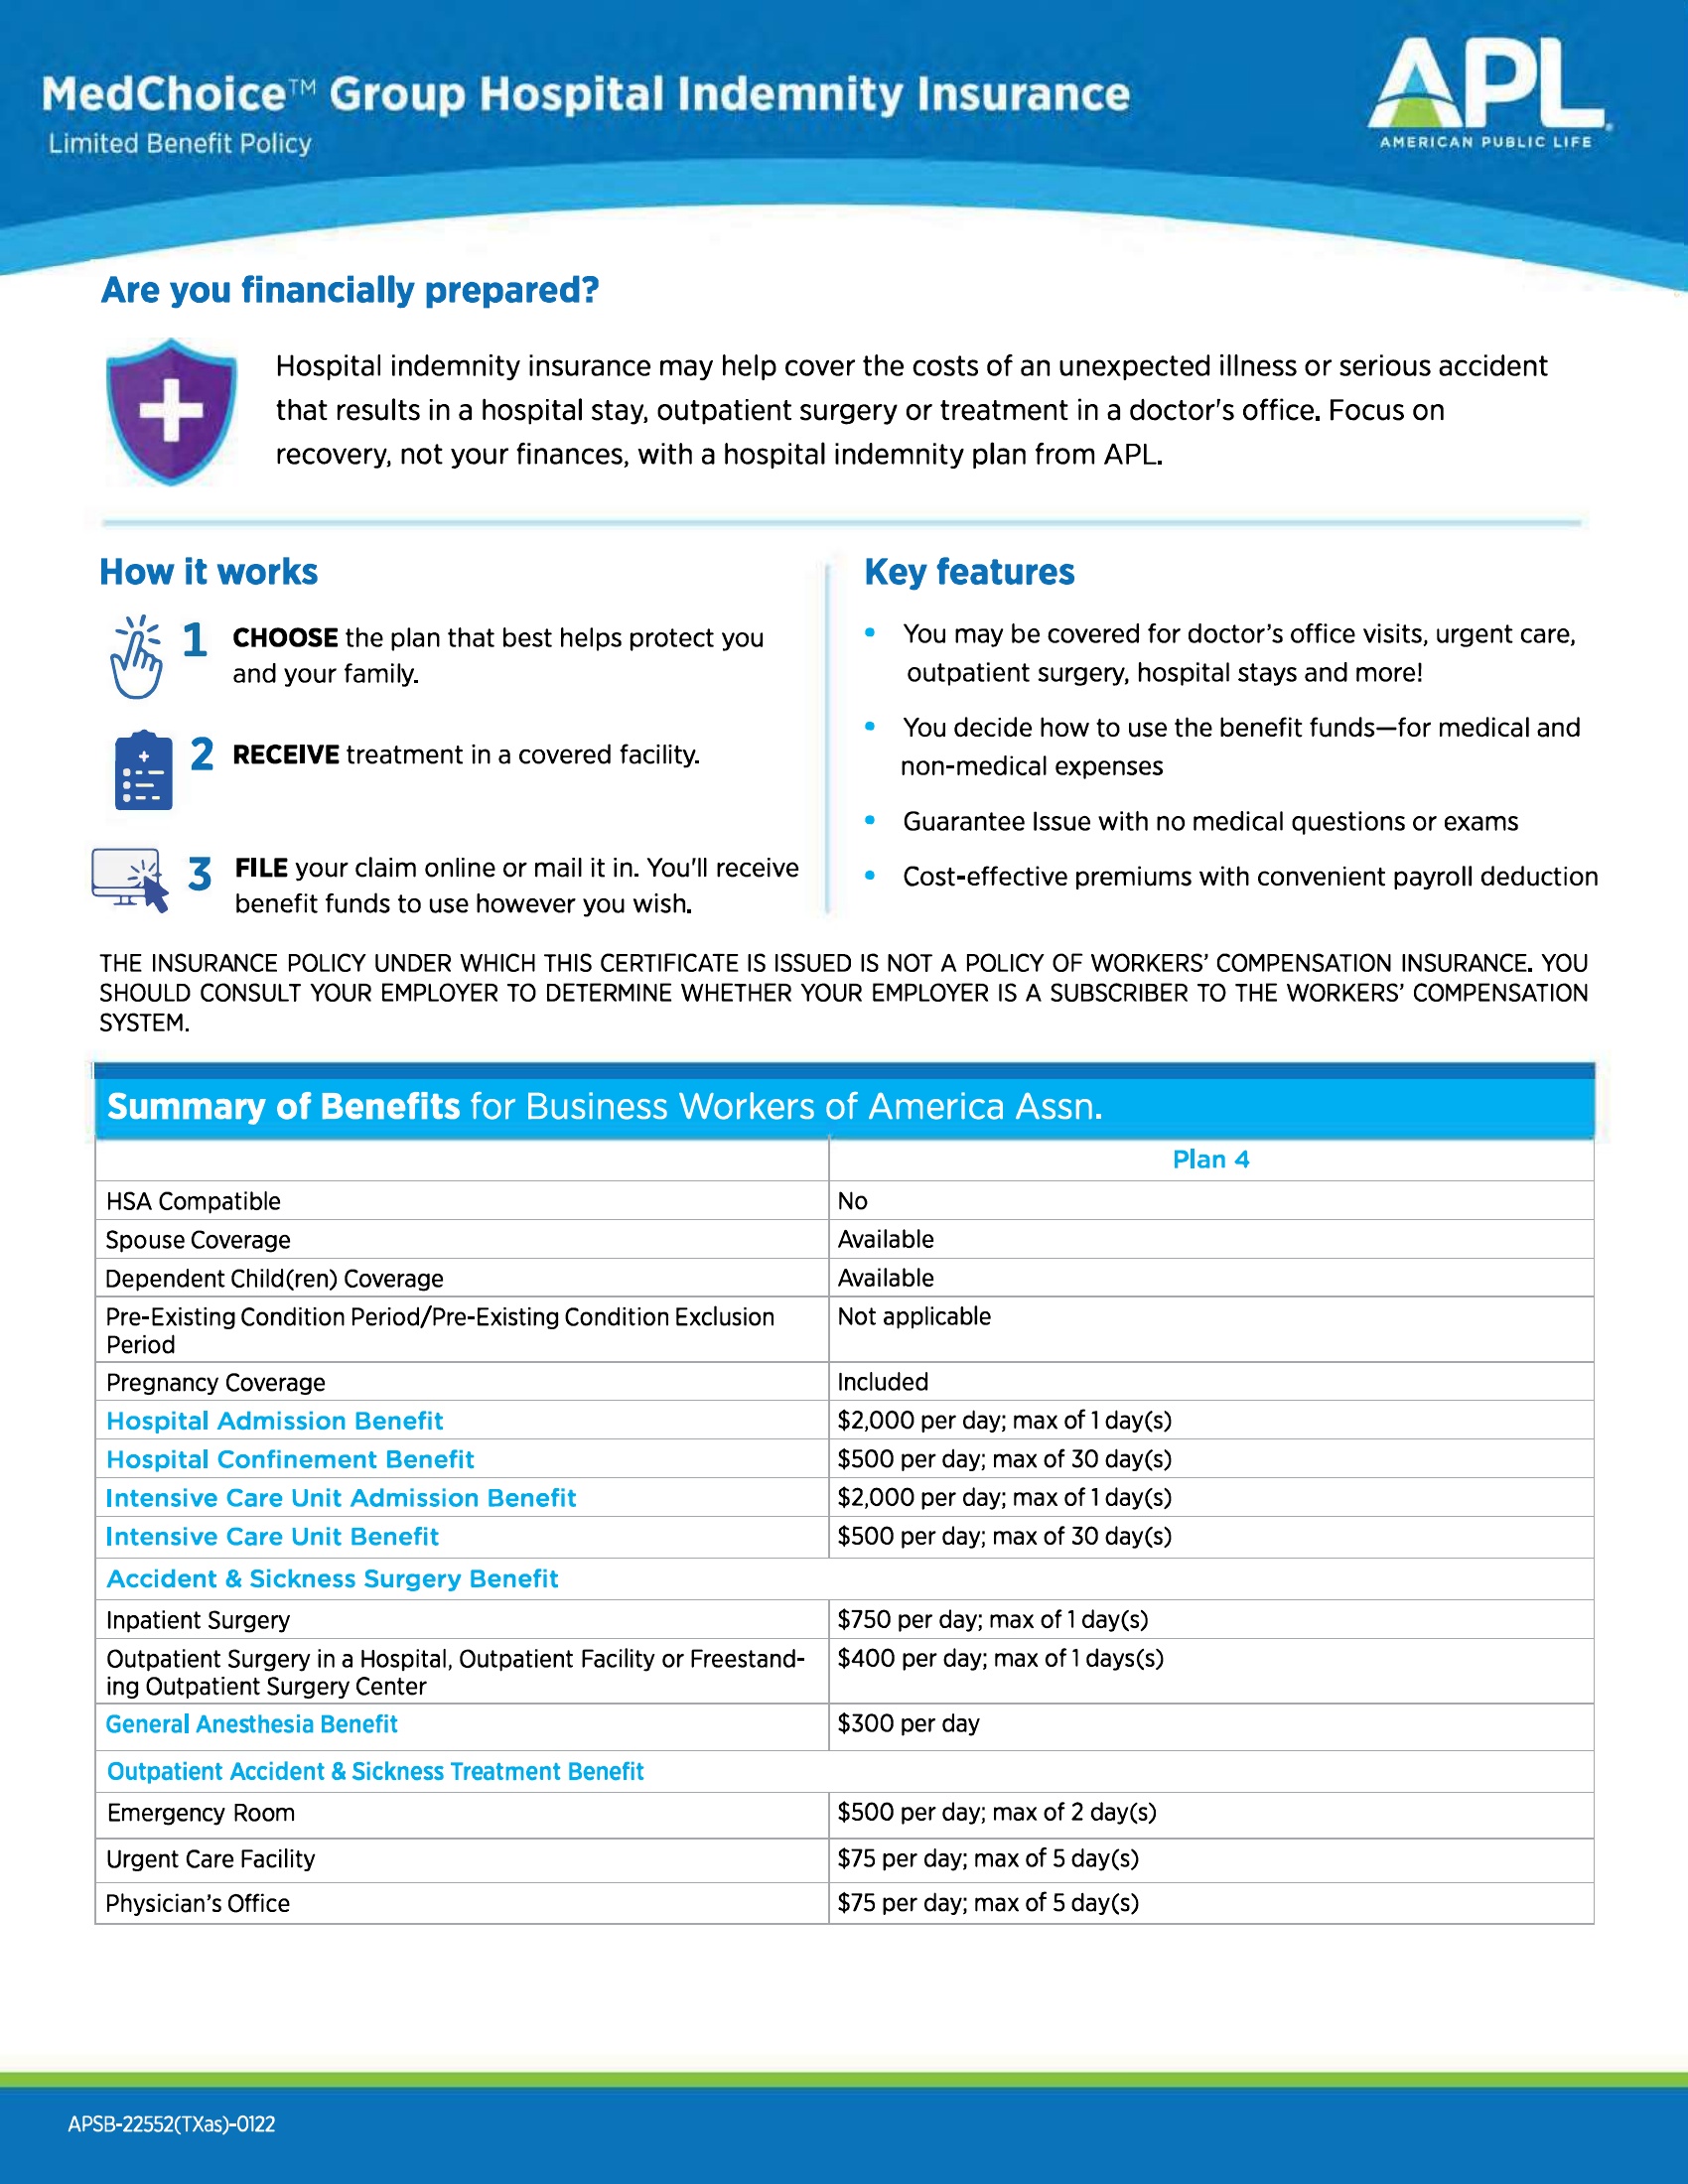 MedChoice™ Group Hospital Indemnity Insurance
Limited Benefit Policy
APL
AMERICAN PUBLIC LIFE
Are you financially prepared?
Hospital indemnity insurance may help cover the costs of an unexpected illness or serious accident
that results in a hospital stay, outpatient surgery or treatment in a doctor's office. Focus on
recovery, not your finances, with a hospital indemnity plan from APL.
How it works
1 CHOOSE the plan that best helps protect you
and your family.
2 RECEIVE treatment in a covered facility.
3 FILE your claim online or mail it in. You'll receive
benefit funds to use however you wish.
Key features
• You may be covered for doctor's office visits, urgent care,
outpatient surgery, hospital stays and more!
• You decide how to use the benefit funds—for medical and
non-medical expenses
• Guarantee Issue with no medical questions or exams
• Cost-effective premiums with convenient payroll deduction
THE INSURANCE POLICY UNDER WHICH THIS CERTIFICATE IS ISSUED IS NOT A POLICY OF WORKERS' COMPENSATION INSURANCE. YOU
SHOULD CONSULT YOUR EMPLOYER TO DETERMINE WHETHER YOUR EMPLOYER IS A SUBSCRIBER TO THE WORKERS' COMPENSATION
SYSTEM.
Summary of Benefits for Business Workers of America Assn.
Plan 4
HSA Compatible No
Spouse Coverage Available
Dependent Child(ren) Coverage Available
Pre-Existing Condition Period/Pre-Existing Condition Exclusion Not applicable
Period
Pregnancy Coverage Included
Hospital Admission Benefit $2,000 per day; max of 1 day(s)
Hospital Confinement Benefit $500 per day; max of 30 day(s)
Intensive Care Unit Admission Benefit $2,000 per day; max of 1 day(s)
Intensive Care Unit Benefit $500 per day; max of 30 day(s)
Accident & Sickness Surgery Benefit
Inpatient Surgery $750 per day; max of 1 day(s)
Outpatient Surgery in a Hospital, Outpatient Facility or Freestand- $400 per day; max of 1 days(s)
ing Outpatient Surgery Center
General Anesthesia Benefit $300 per day
Outpatient Accident & Sickness Treatment Benefit
Emergency Room $500 per day; max of 2 day(s)
Urgent Care Facility $75 per day; max of 5 day(s)
Physician's Office $75 per day; max of 5 day(s)
APSB-22552(TXas)-0122